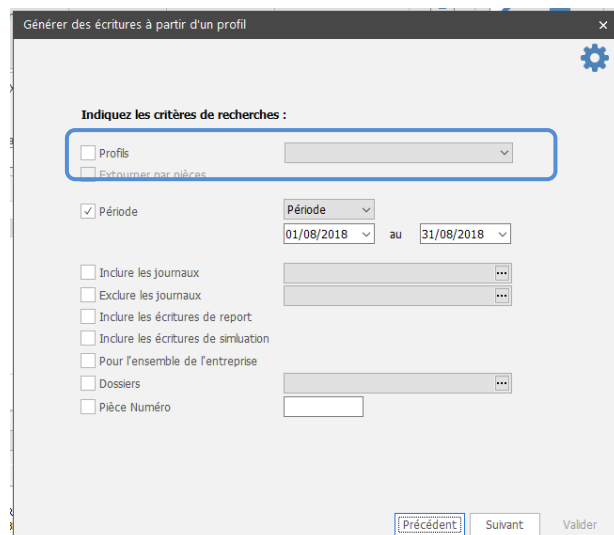 Générer des écritures à partir d'un profil
Indiquez les critères de recherches :
Profils
Extourner par pièces
Période Période
01/08/2018 au 31/08/2018
Inclure les journaux ...
Exclure les journaux ...
Inclure les écritures de report
Inclure les écritures de simluation
Pour l'ensemble de l'entreprise
Dossiers ...
Pièce Numéro
Précédent Suivant Valider